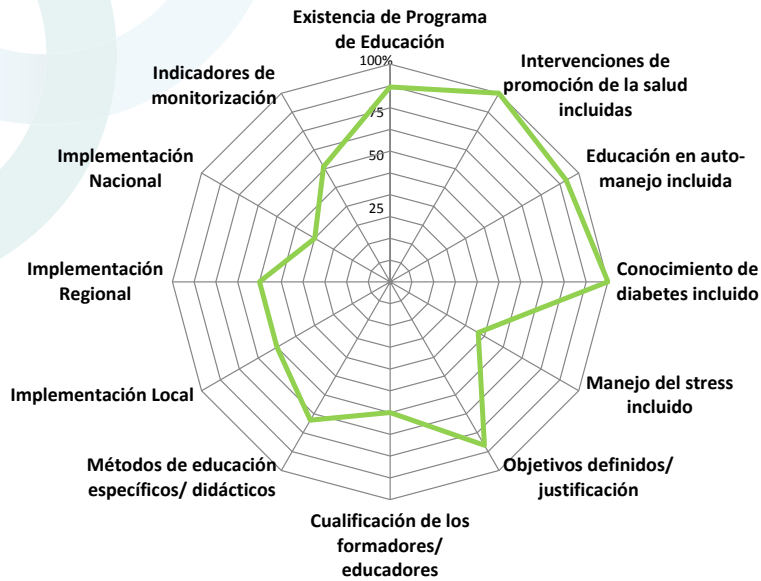 Existencia de Programa
de Educación
100%
75
50
25
Intervenciones de
promoción de la salud
incluidas
Educación en auto-
manejo incluida
Conocimiento de
diabetes incluido
Manejo del stress
incluido
Objetivos definidos/
justificación
Cualificación de los
formadores/
educadores
Métodos de educación
específicos/ didácticos
Implementación Local
Implementación
Regional
Implementación
Nacional
Indicadores de
monitorización